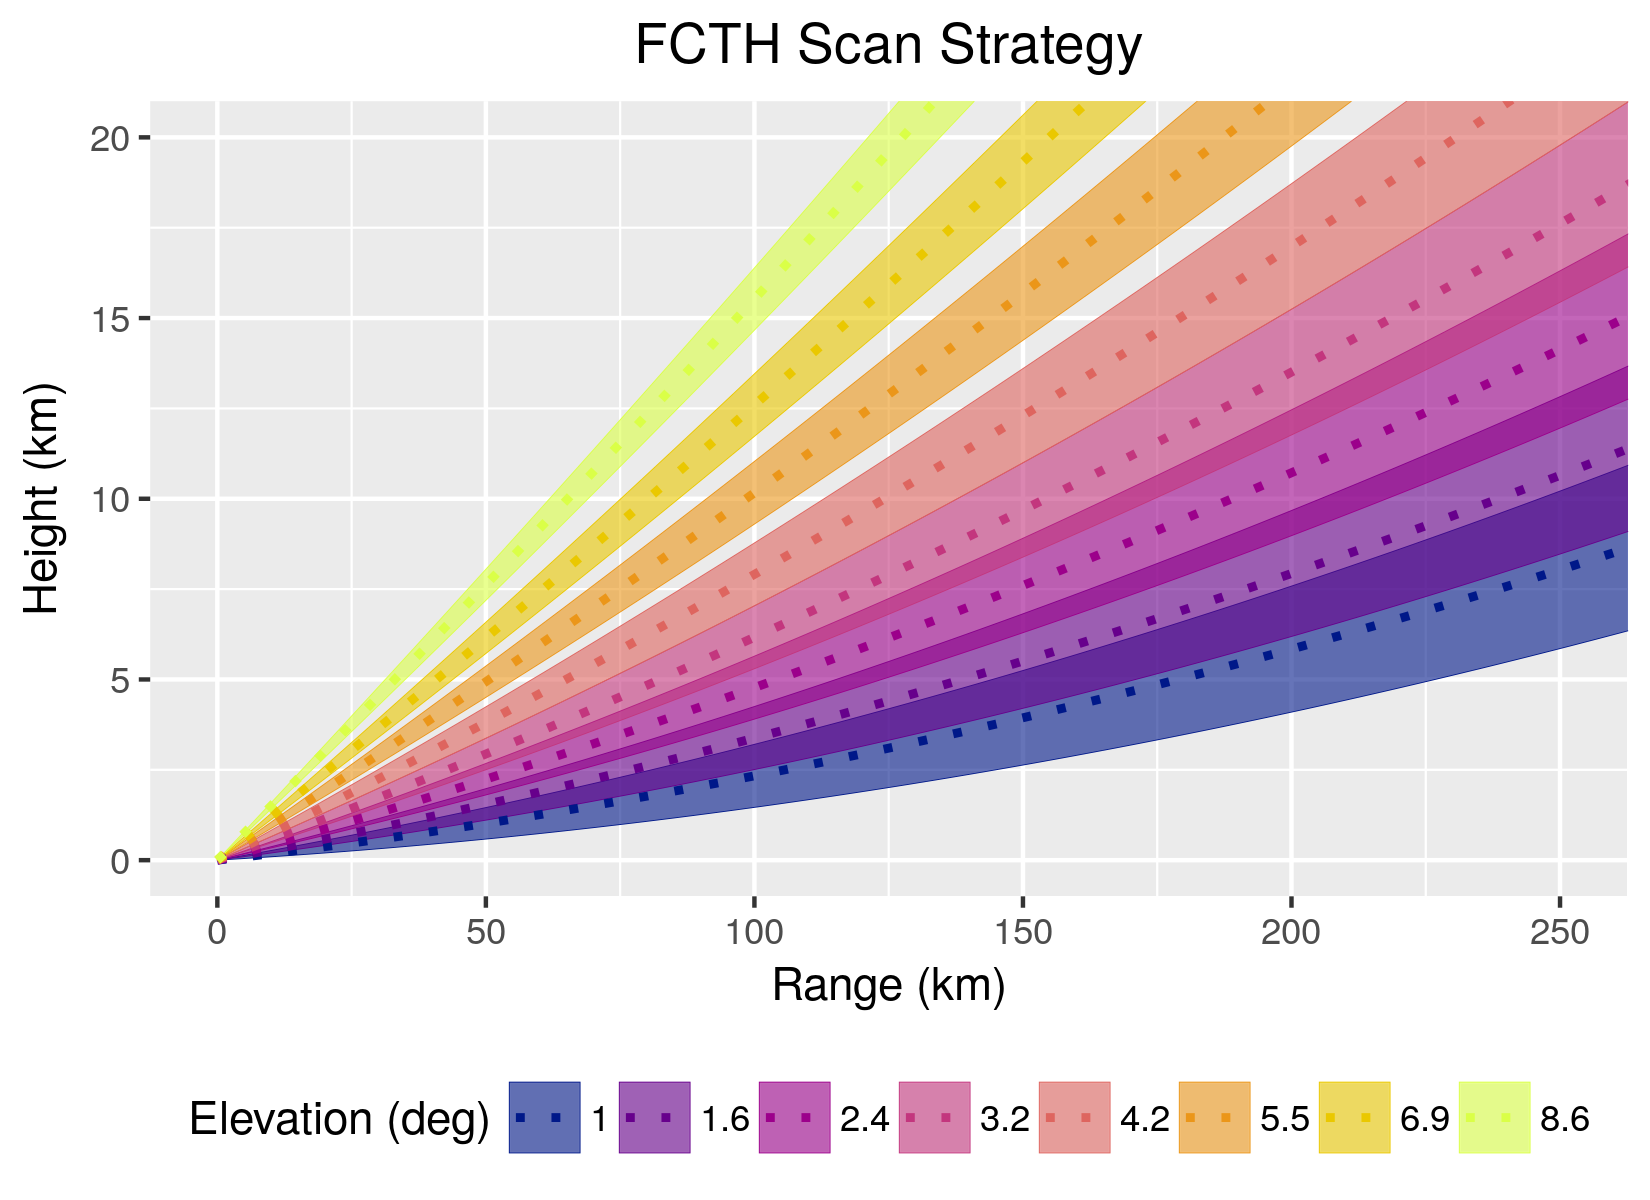 FCTH Scan Strategy
20
15
10
5
0
Height (km)
0 50 100 150 200 250
Range (km)
Elevation (deg) 1 1.6 2.4 3.2 4.2 5.5 6.9 8.6